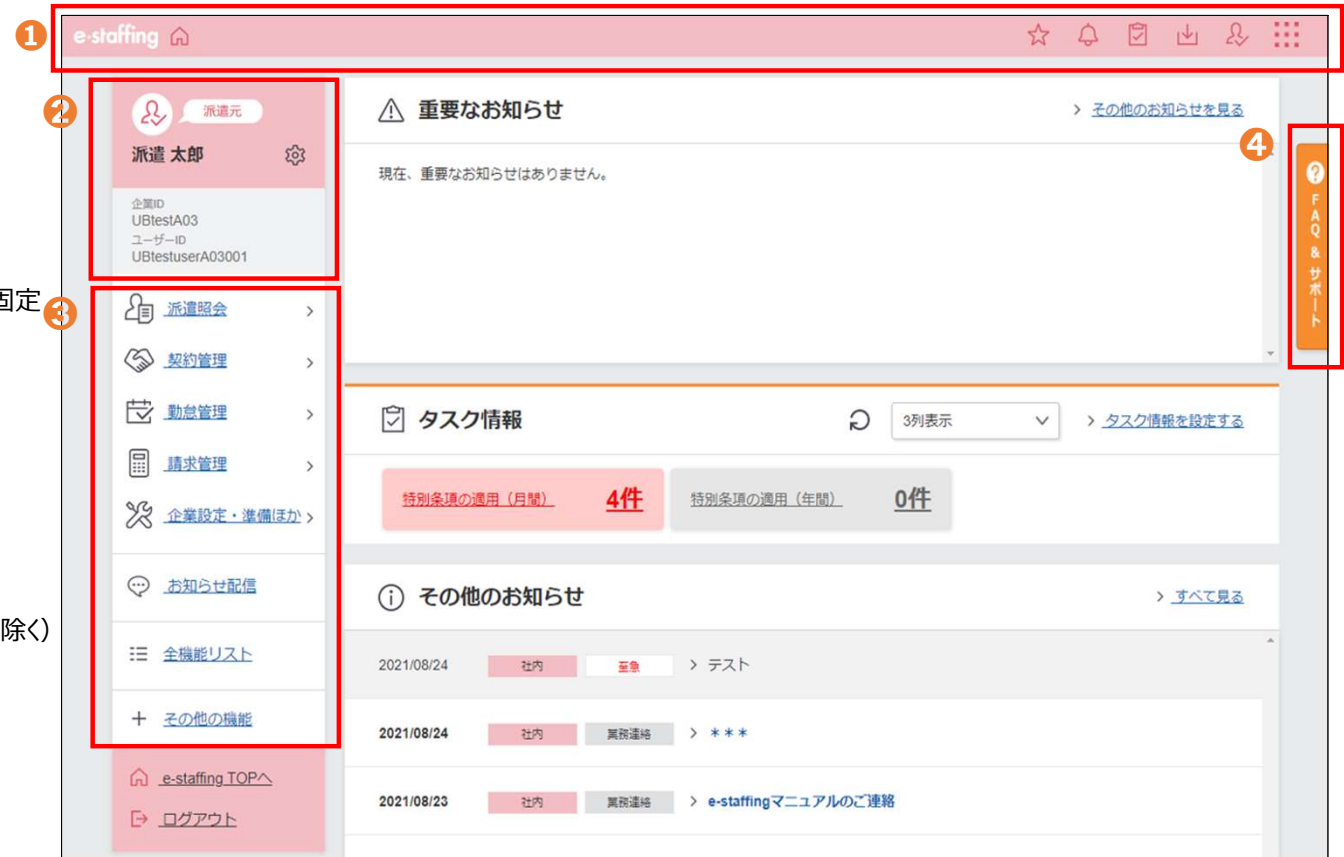 1
e-staffing
2
派遣元
派遣 太郎
企業ID
UBtestA03
ユーザーID
UBtestuserA03001
固定
3
派遣照会
契約管理
勤怠管理
請求管理
企業設定・準備ほか
お知らせ配信
除く)
全機能リスト
その他の機能
e-staffing TOPへ
ログアウト
重要なお知らせ
その他のお知らせを見る
現在、重要なお知らせはありません。
4
? FAQ & サポート
タスク情報
3列表示
タスク情報を設定する
特別条項の適用（月間） 4件
特別条項の適用（年間） 0件
その他のお知らせ
すべて見る
2021/08/24 社内 至急 > テスト
2021/08/24 社内 業務連絡 > ＊＊＊
2021/08/23 社内 業務連絡 > e-staffingマニュアルのご連絡